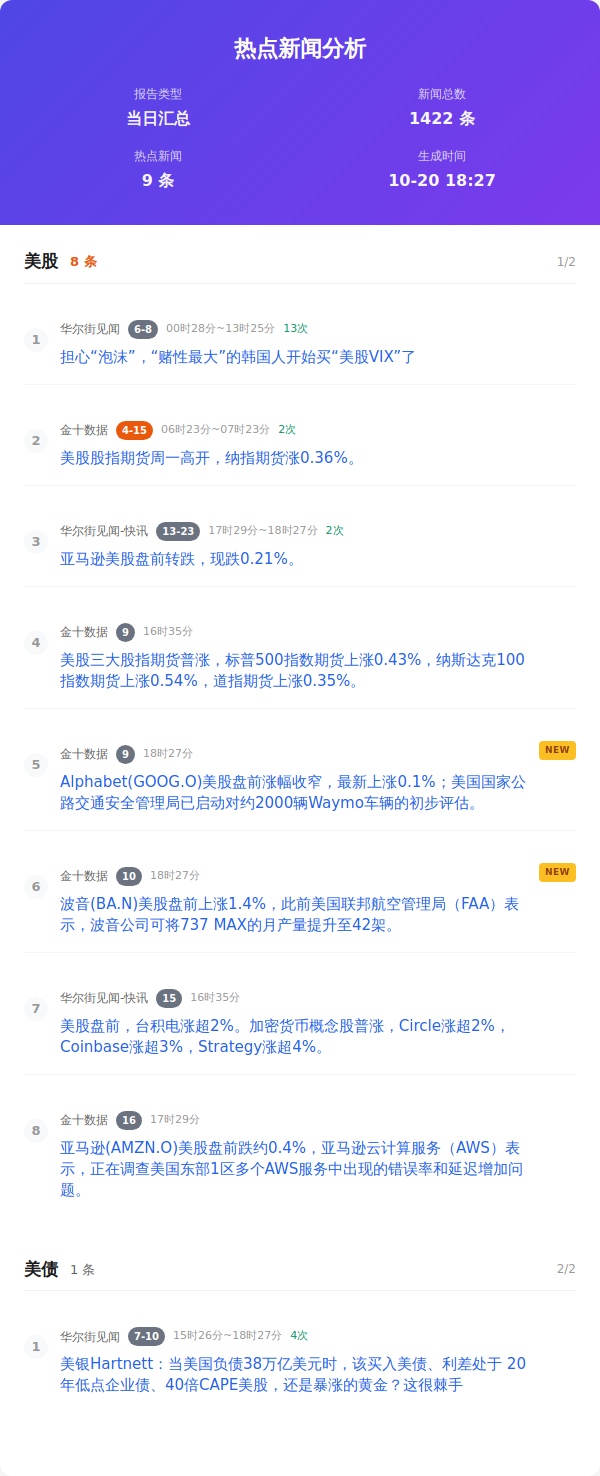 热点新闻分析
报告类型
当日汇总
新闻总数
1422 条
热点新闻
9 条
生成时间
10-20 18:27
美股 8 条 1/2
1
华尔街见闻 6-8 00时28分~13时25分 13次
担心“泡沫”，“赌性最大”的韩国人开始买“美股VIX”了
2
金十数据 4-15 06时23分~07时23分 2次
美股股指期货周一高开，纳指期货涨0.36%。
3
华尔街见闻-快讯 13-23 17时29分~18时27分 2次
亚马逊美股盘前转跌，现跌0.21%。
4
金十数据 9 16时35分
美股三大股指期货普涨，标普500指数期货上涨0.43%，纳斯达克100
指数期货上涨0.54%，道指期货上涨0.35%。
5
金十数据 9 18时27分 NEW
Alphabet(GOOG.O)美股盘前涨幅收窄，最新上涨0.1%；美国国家公
路交通安全管理局已启动对约2000辆Waymo车辆的初步评估。
6
金十数据 10 18时27分 NEW
波音(BA.N)美股盘前上涨1.4%，此前美国联邦航空管理局（FAA）表
示，波音公司可将737 MAX的月产量提升至42架。
7
华尔街见闻-快讯 15 16时35分
美股盘前，台积电涨超2%。加密货币概念股普涨，Circle涨超2%，
Coinbase涨超3%，Strategy涨超4%。
8
金十数据 16 17时29分
亚马逊(AMZN.O)美股盘前跌约0.4%，亚马逊云计算服务（AWS）表
示，正在调查美国东部1区多个AWS服务中出现的错误率和延迟增加问
题。
美债 1 条 2/2
1
华尔街见闻 7-10 15时26分~18时27分 4次
美银Hartnett：当美国负债38万亿美元时，该买入美债、利差处于 20
年低点企业债、40倍CAPE美股，还是暴涨的黄金？这很棘手